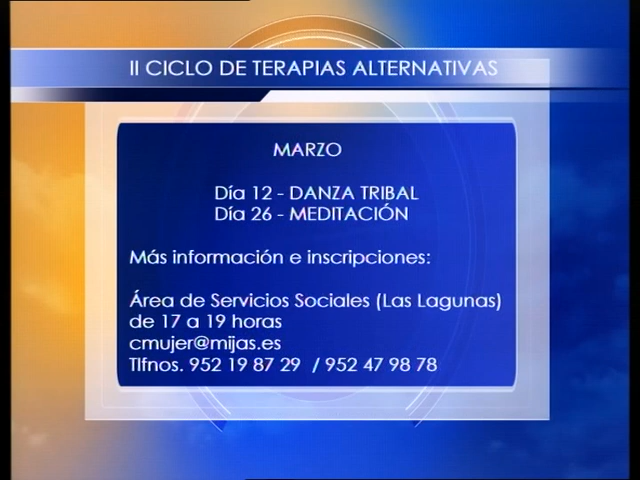 II CICLO DE TERAPIAS ALTERNATIVAS
MARZO
Día 12 - DANZA TRIBAL
Día 26 - MEDITACIÓN
Más información e inscripciones:
Área de Servicios Sociales (Las Lagunas)
de 17 a 19 horas
cmujer@mijas.es
Tlfnos. 952 19 87 29 / 952 47 98 78